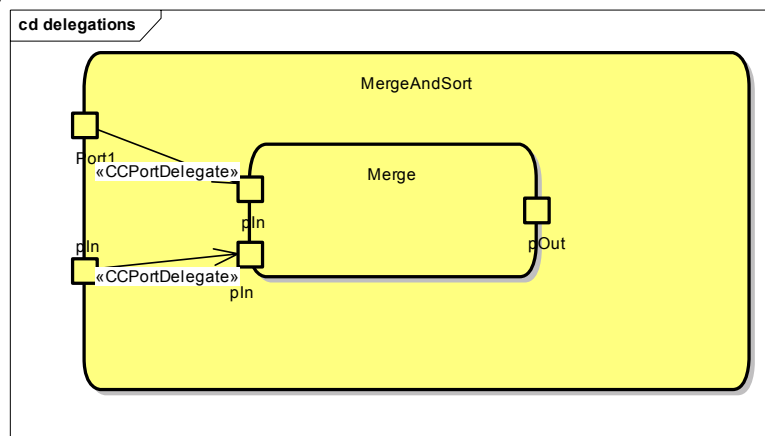 cd delegations
MergeAndSort
Port1
«CCPortDelegate»
Merge
pIn
pOut
pIn
«CCPortDelegate»
pIn